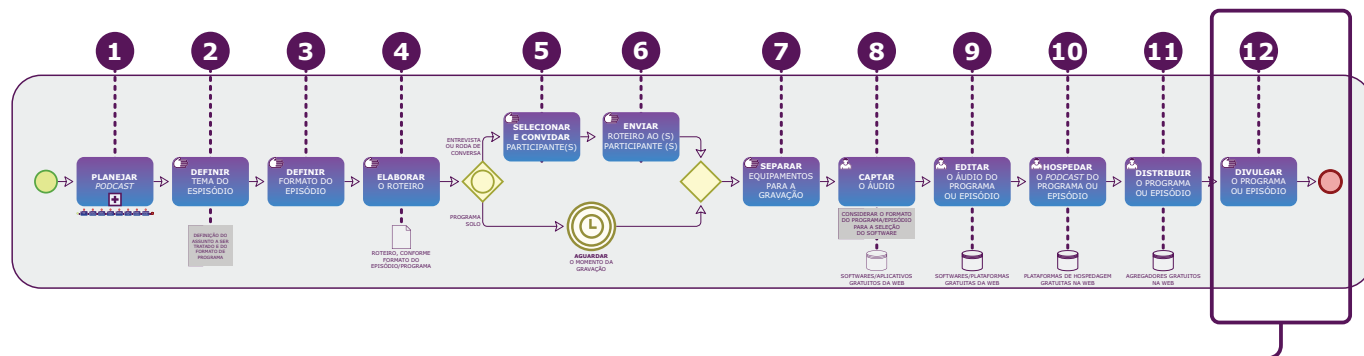 1
2
3
4
5
6
7
8
9
10
11
12
PLANEJAR
PODCAST
DEFINIR
TEMA DO
ESPISÓDIO
DEFINIÇÃO DO
ASSUNTO A SER
TRATADO E DO
FORMATO DE
PROGRAMA
DEFINIR
FORMATO DO
EPISÓDIO
ELABORAR
O ROTEIRO
ROTEIRO, CONFORME
FORMATO DO
EPISÓDIO/PROGRAMA
ENTREVISTA
OU RODA DE
CONVERSA
PROGRAMA
SOLO
SELECIONAR
E CONVIDAR
PARTICIPANTE(S)
ENVIAR
ROTEIRO AO (S)
PARTICIPANTE (S)
AGUARDAR
O MOMENTO DA
GRAVAÇÃO
SEPARAR
EQUIPAMENTOS
PARA A
GRAVAÇÃO
CAPTAR
O ÁUDIO
CONSIDERAR O FORMATO
DO PROGRAMA/EPISÓDIO
PARA A SELEÇÃO
DO SOFTWARE
SOFTWARES/APLICATIVOS
GRATUITOS DA WEB
EDITAR
O ÁUDIO DO
PROGRAMA
OU EPISÓDIO
SOFTWARES/PLATAFORMAS
GRATUITAS DA WEB
HOSPEDAR
O PODCAST DO
PROGRAMA OU
EPISÓDIO
PLATAFORMAS DE HOSPEDAGEM
GRATUITAS NA WEB
DISTRIBUIR
O PROGRAMA
OU EPISÓDIO
AGREGADORES GRATUITOS
NA WEB
DIVULGAR
O PROGRAMA
OU EPISÓDIO